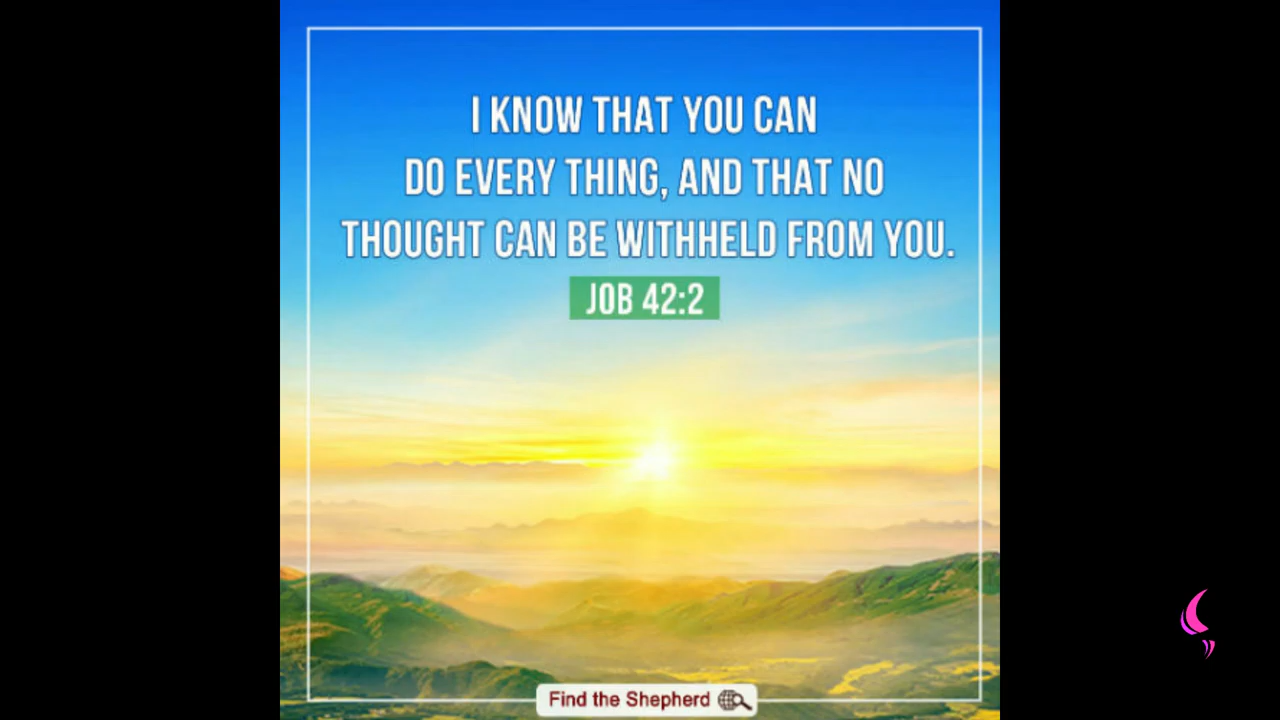 I KNOW THAT YOU CAN
DO EVERY THING, AND THAT NO
THOUGHT CAN BE WITHHELD FROM YOU.
JOB 42:2
Find the Shepherd